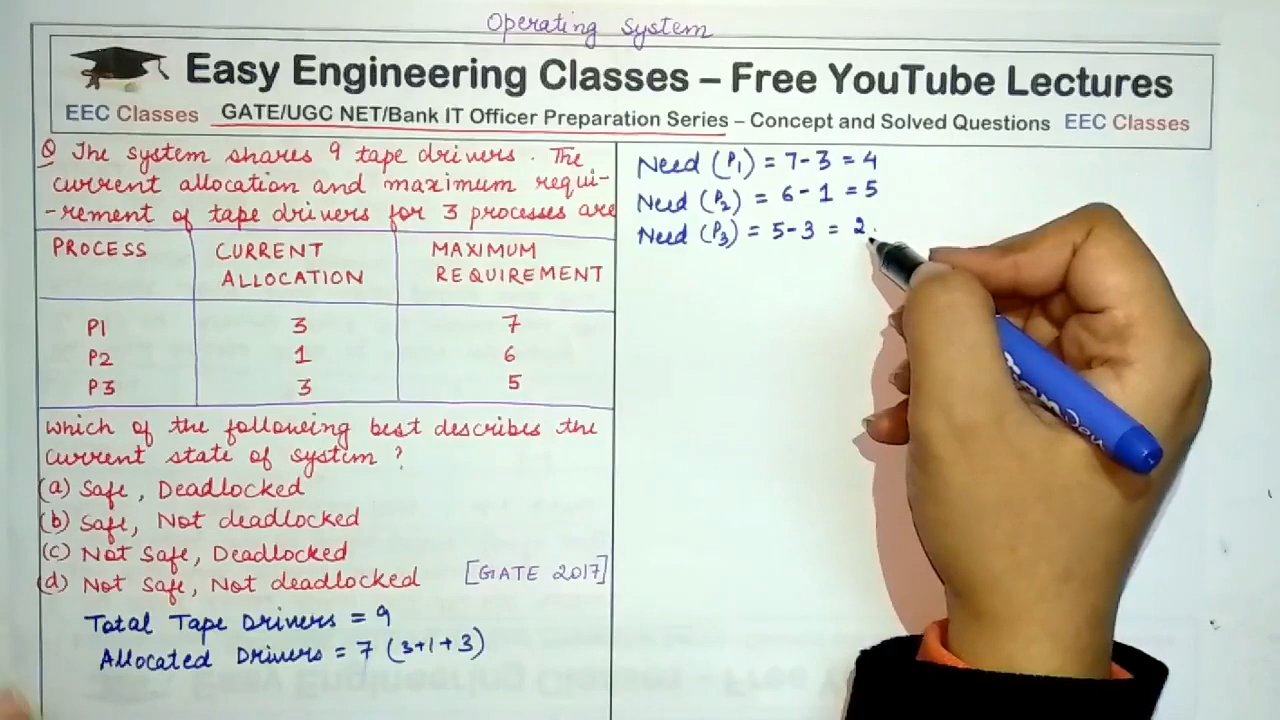 Operating System
Easy Engineering Classes – Free YouTube Lectures
EEC Classes GATE/UGC NET/Bank IT Officer Preparation Series – Concept and Solved Questions EEC Classes
Q The system shares 9 tape drivers. The
current allocation and maximum requi-
-rement of tape drivers for 3 processes are
PROCESS CURRENT ALLOCATION MAXIMUM REQUIREMENT
P1 3 7
P2 1 6
P3 3 5
which of the following best describes the
current state of system ?
(a) Safe, Deadlocked
(b) Safe, Not deadlocked
(c) Not Safe, Deadlocked
(d) Not Safe, Not deadlocked [GATE 2017]
Total Tape Drivers = 9
Allocated Drivers = 7 (3+1+3)
Need (P1) = 7-3 = 4
Need (P2) = 6-1 = 5
Need (P3) = 5-3 = 2.